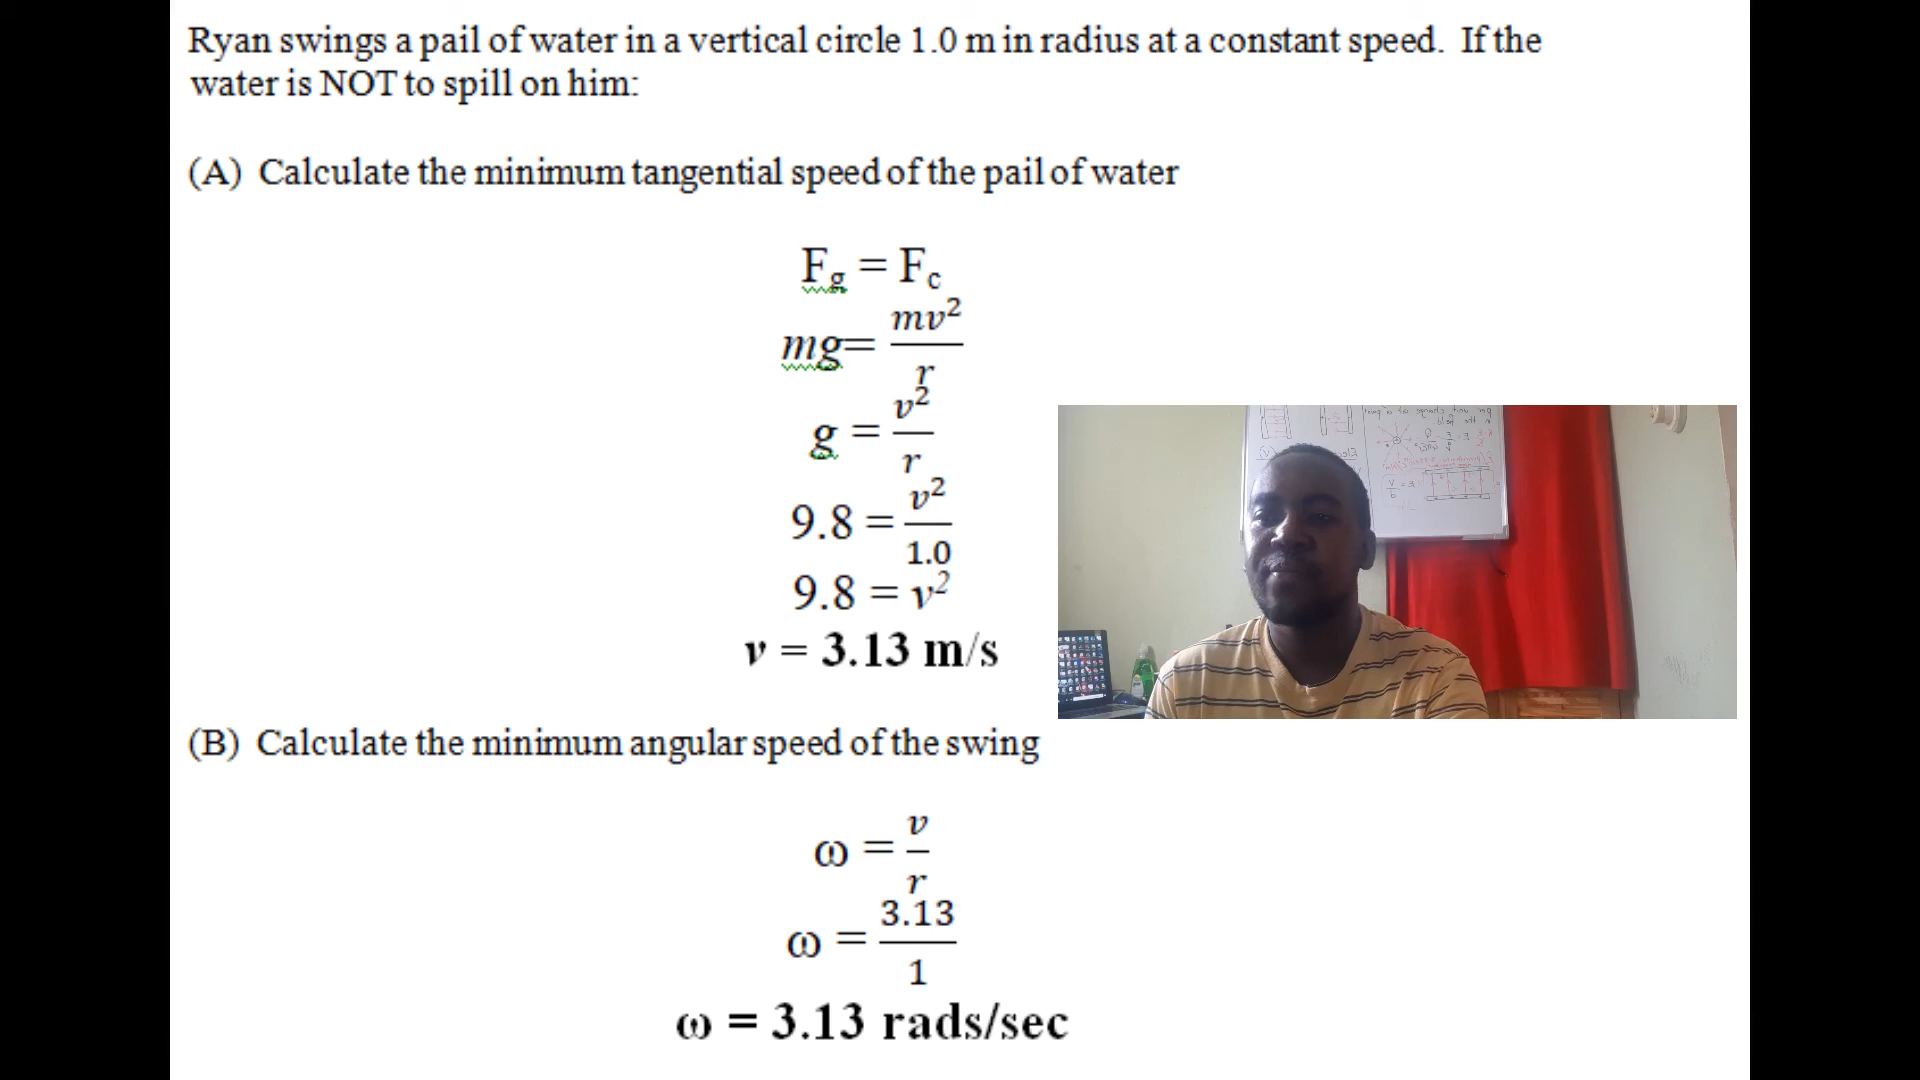 Ryan swings a pail of water in a vertical circle 1.0 m in radius at a constant speed. If the
water is NOT to spill on him:
(A) Calculate the minimum tangential speed of the pail of water
Fg = Fc
mg= mv²/r
g = v²/r
9.8 = v²/1.0
9.8 = v²
v = 3.13 m/s
(B) Calculate the minimum angular speed of the swing
ω = v/r
ω = 3.13/1
ω = 3.13 rads/sec